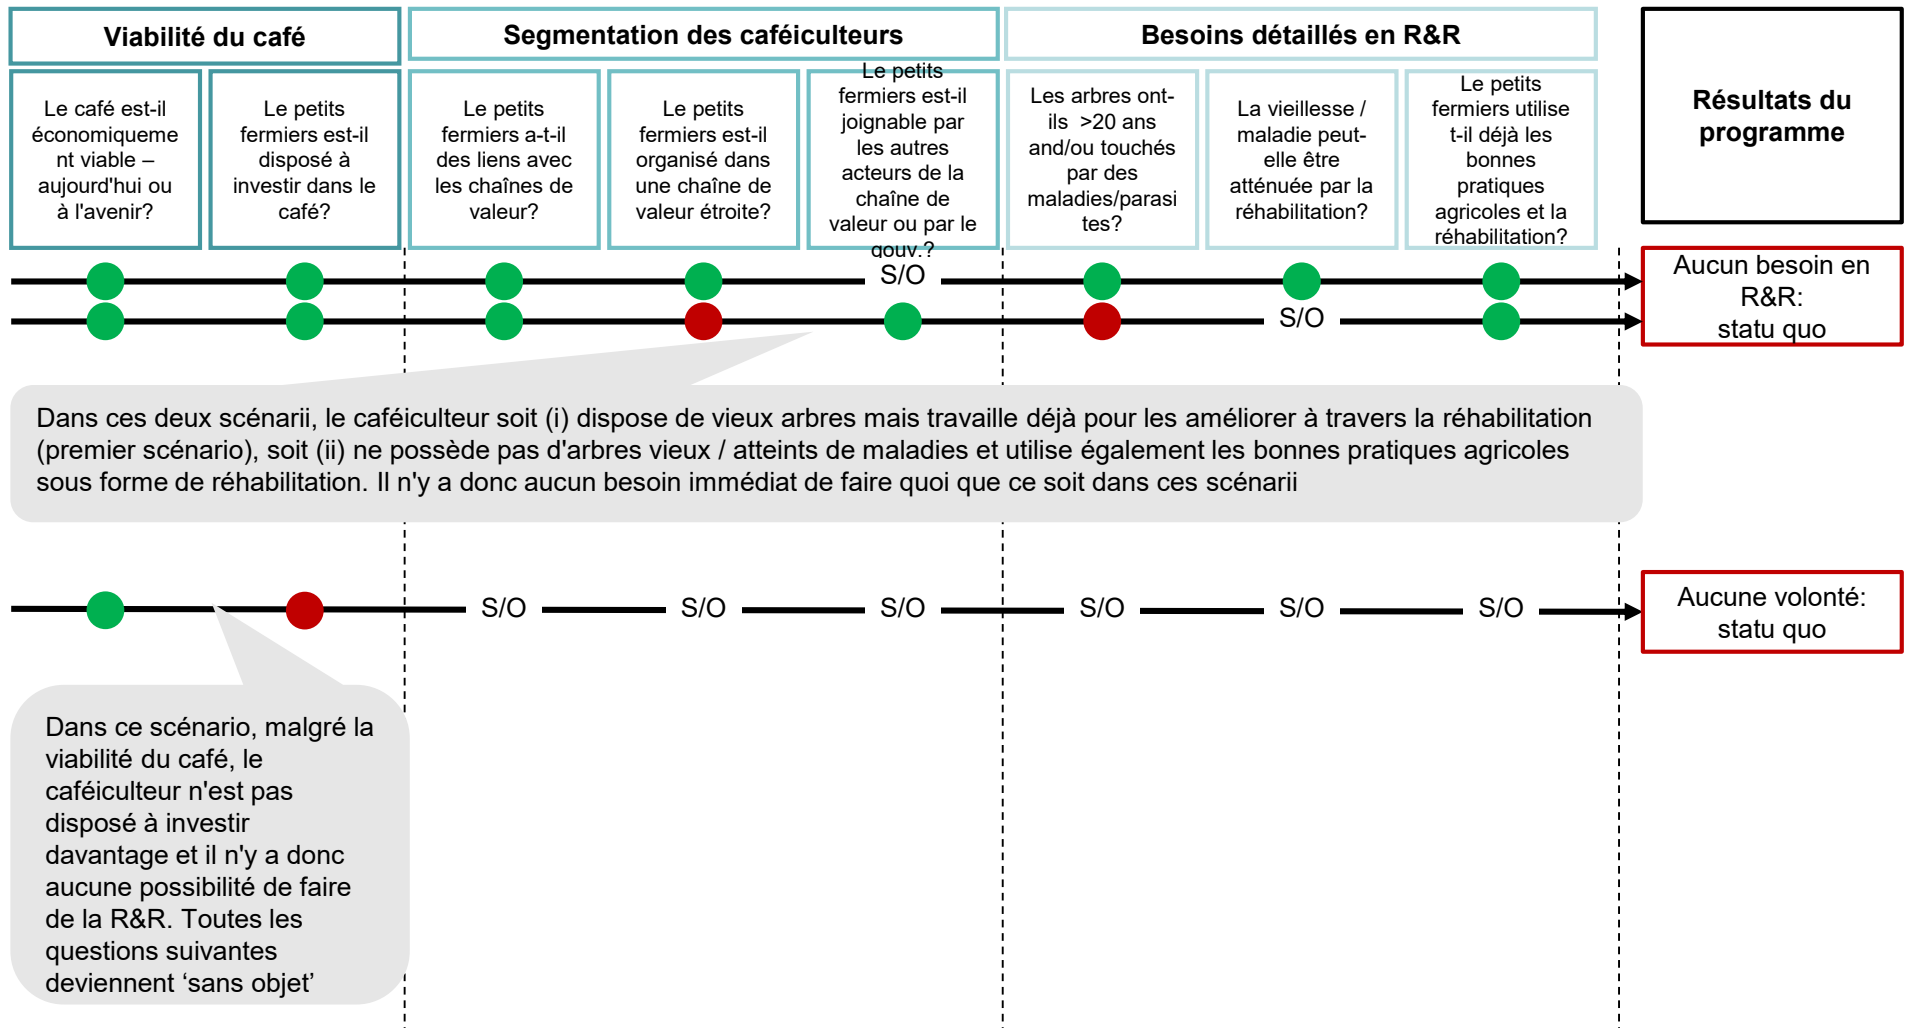 Viabilité du café
Segmentation des caféiculteurs
Besoins détaillés en R&R
Résultats du
programme
Le café est-il
économiqueme
nt viable –
aujourd'hui ou
à l'avenir?
Le petits
fermiers est-il
disposé à
investir dans le
café?
Le petits
fermiers a-t-il
des liens avec
les chaînes de
valeur?
Le petits
fermiers est-il
organisé dans
une chaîne de
valeur étroite?
Le petits
fermiers est-il
joignable par
les autres
acteurs de la
chaîne de
valeur ou par le
gouv.?
Les arbres ont-
ils  >20 ans
and/ou touchés
par des
maladies/parasi
tes?
La vieillesse /
maladie peut-
elle être
atténuée par la
réhabilitation?
Le petits
fermiers utilise
t-il déjà les
bonnes
pratiques
agricoles et la
réhabilitation?
S/O
S/O
Aucun besoin en
R&R:
statu quo
Dans ces deux scénarii, le caféiculteur soit (i) dispose de vieux arbres mais travaille déjà pour les améliorer à travers la réhabilitation
(premier scénario), soit (ii) ne possède pas d'arbres vieux / atteints de maladies et utilise également les bonnes pratiques agricoles
sous forme de réhabilitation. Il n'y a donc aucun besoin immédiat de faire quoi que ce soit dans ces scénarii
S/O
S/O
S/O
S/O
S/O
S/O
Aucune volonté:
statu quo
Dans ce scénario, malgré la
viabilité du café, le
caféiculteur n'est pas
disposé à investir
davantage et il n'y a donc
aucune possibilité de faire
de la R&R. Toutes les
questions suivantes
deviennent ‘sans objet’